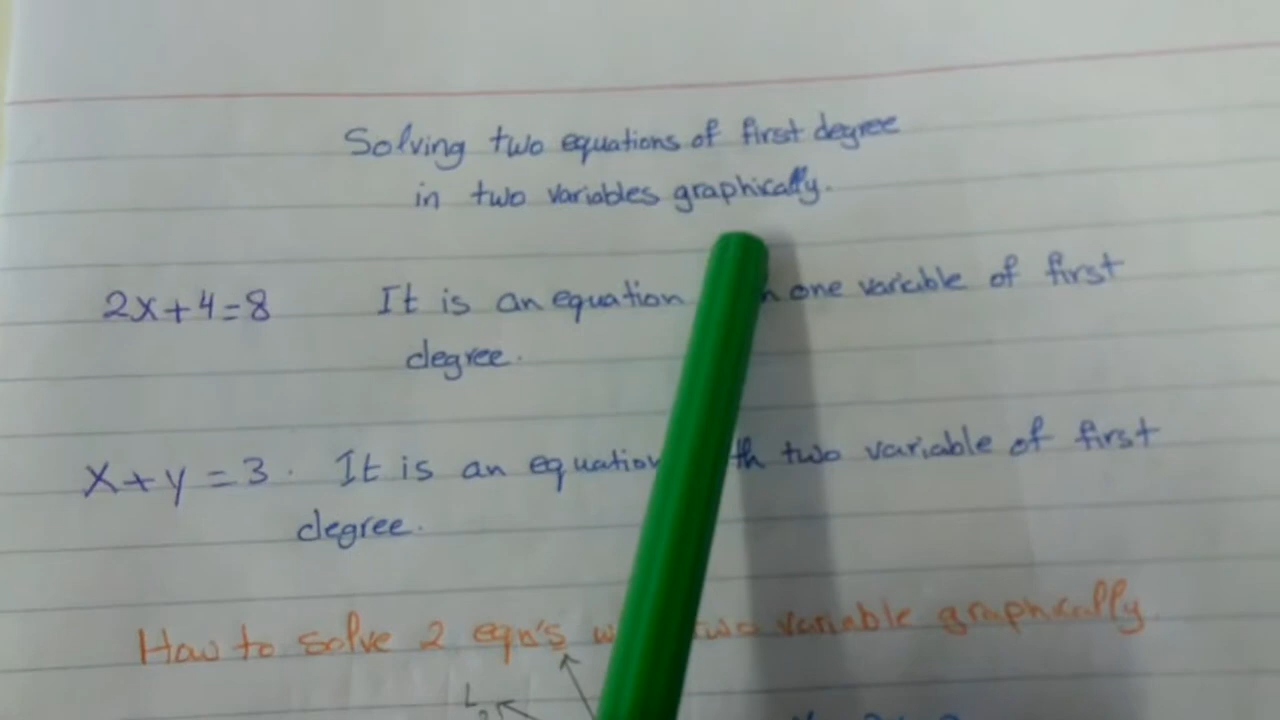 Solving two equations of first degree
in two variables graphically.
2x+4=8 It is an equation one variable of first
degree.
x+y=3. It is an equation two variable of first
degree.
How to solve 2 eqn's two variable graphically
L